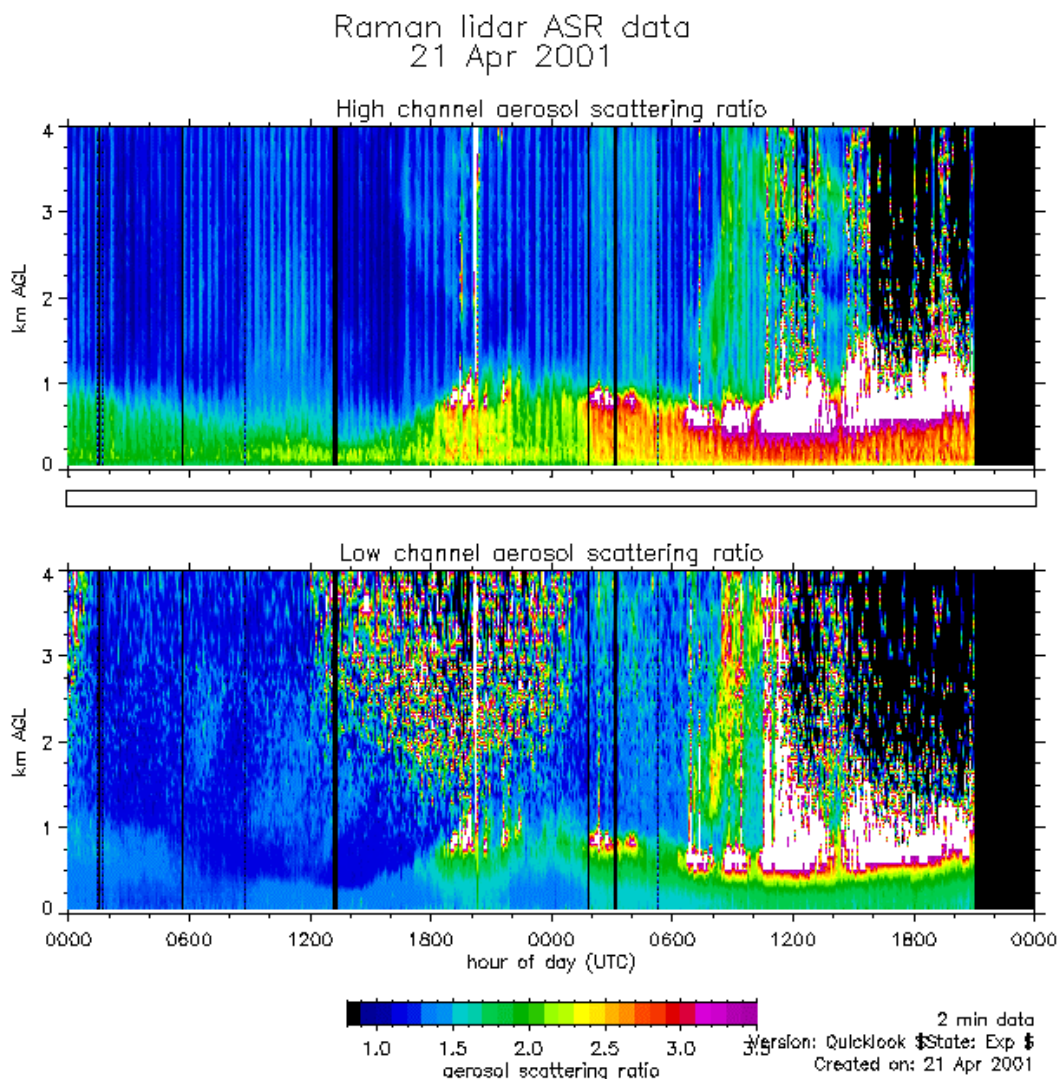 Raman lidar ASR data
21 Apr 2001
High channel aerosol scattering ratio
4
3
2
1
0
km AGL
Low channel aerosol scattering ratio
4
3
2
1
0
km AGL
0000 0600 1200 1800 0000 0600 1200 1800 0000
hour of day (UTC)
1.0 1.5 2.0 2.5 3.0 3.5
aerosol scattering ratio
2 min data
Version: Quicklook $State: Exp $
Created on: 21 Apr 2001